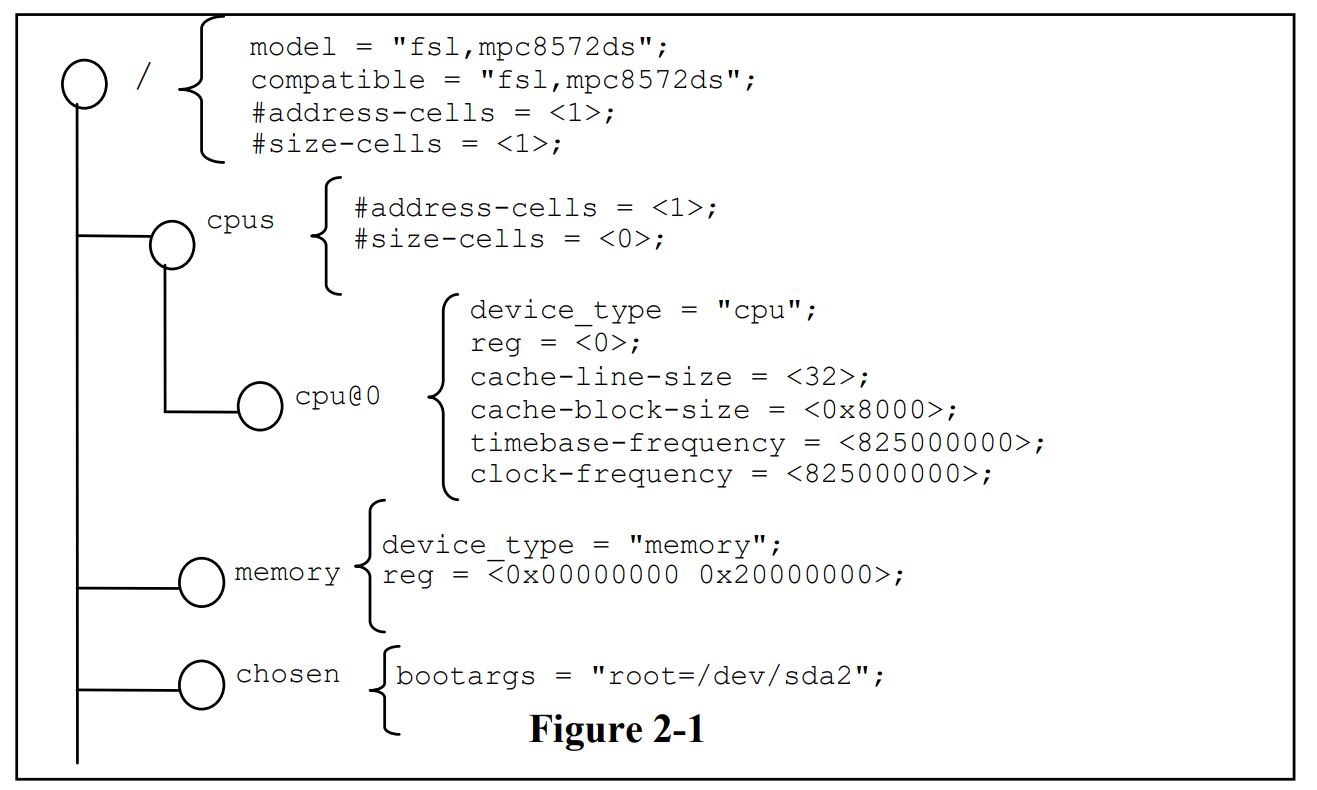 /
model = "fsl,mpc8572ds";
compatible = "fsl,mpc8572ds";
#address-cells = <1>;
#size-cells = <1>;
cpus
#address-cells = <1>;
#size-cells = <0>;
cpu@0
device_type = "cpu";
reg = <0>;
cache-line-size = <32>;
cache-block-size = <0x8000>;
timebase-frequency = <825000000>;
clock-frequency = <825000000>;
memory
device_type = "memory";
reg = <0x00000000 0x20000000>;
chosen
bootargs = "root=/dev/sda2";
Figure 2-1